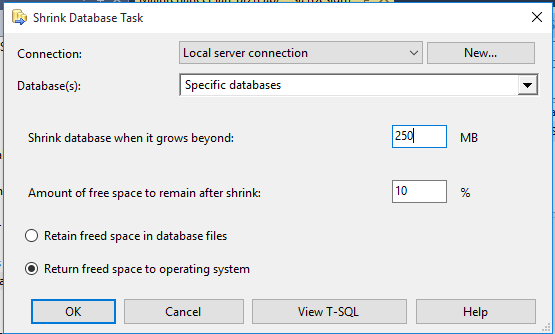 Shrink Database Task
Connection:
Local server connection
New...
Database(s):
Specific databases
Shrink database when it grows beyond:
250
MB
Amount of free space to remain after shrink:
10
%
Retain freed space in database files
Return freed space to operating system
OK
Cancel
View T-SQL
Help